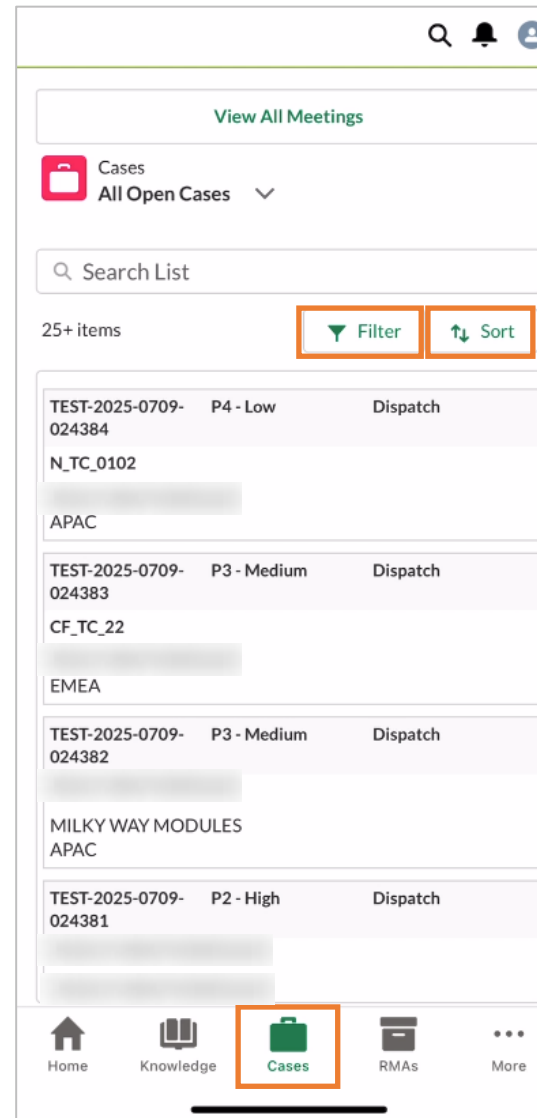 View All Meetings
Cases
All Open Cases
Search List
25+ items
Filter
Sort
TEST-2025-0709-024384 P4 - Low Dispatch
N_TC_0102
APAC
TEST-2025-0709-024383 P3 - Medium Dispatch
CF_TC_22
EMEA
TEST-2025-0709-024382 P3 - Medium Dispatch
MILKY WAY MODULES
APAC
TEST-2025-0709-024381 P2 - High Dispatch
Home
Knowledge
Cases
RMAs
More